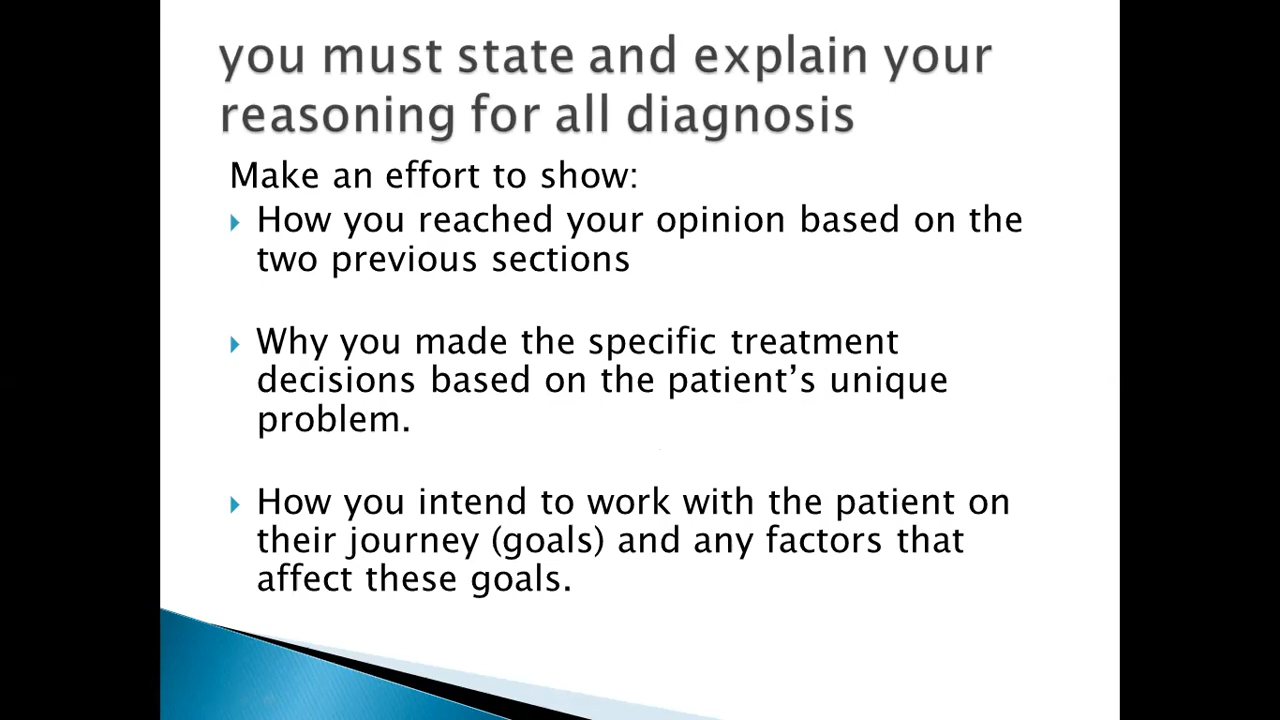 you must state and explain your
reasoning for all diagnosis
Make an effort to show:
How you reached your opinion based on the
two previous sections
Why you made the specific treatment
decisions based on the patient’s unique
problem.
How you intend to work with the patient on
their journey (goals) and any factors that
affect these goals.